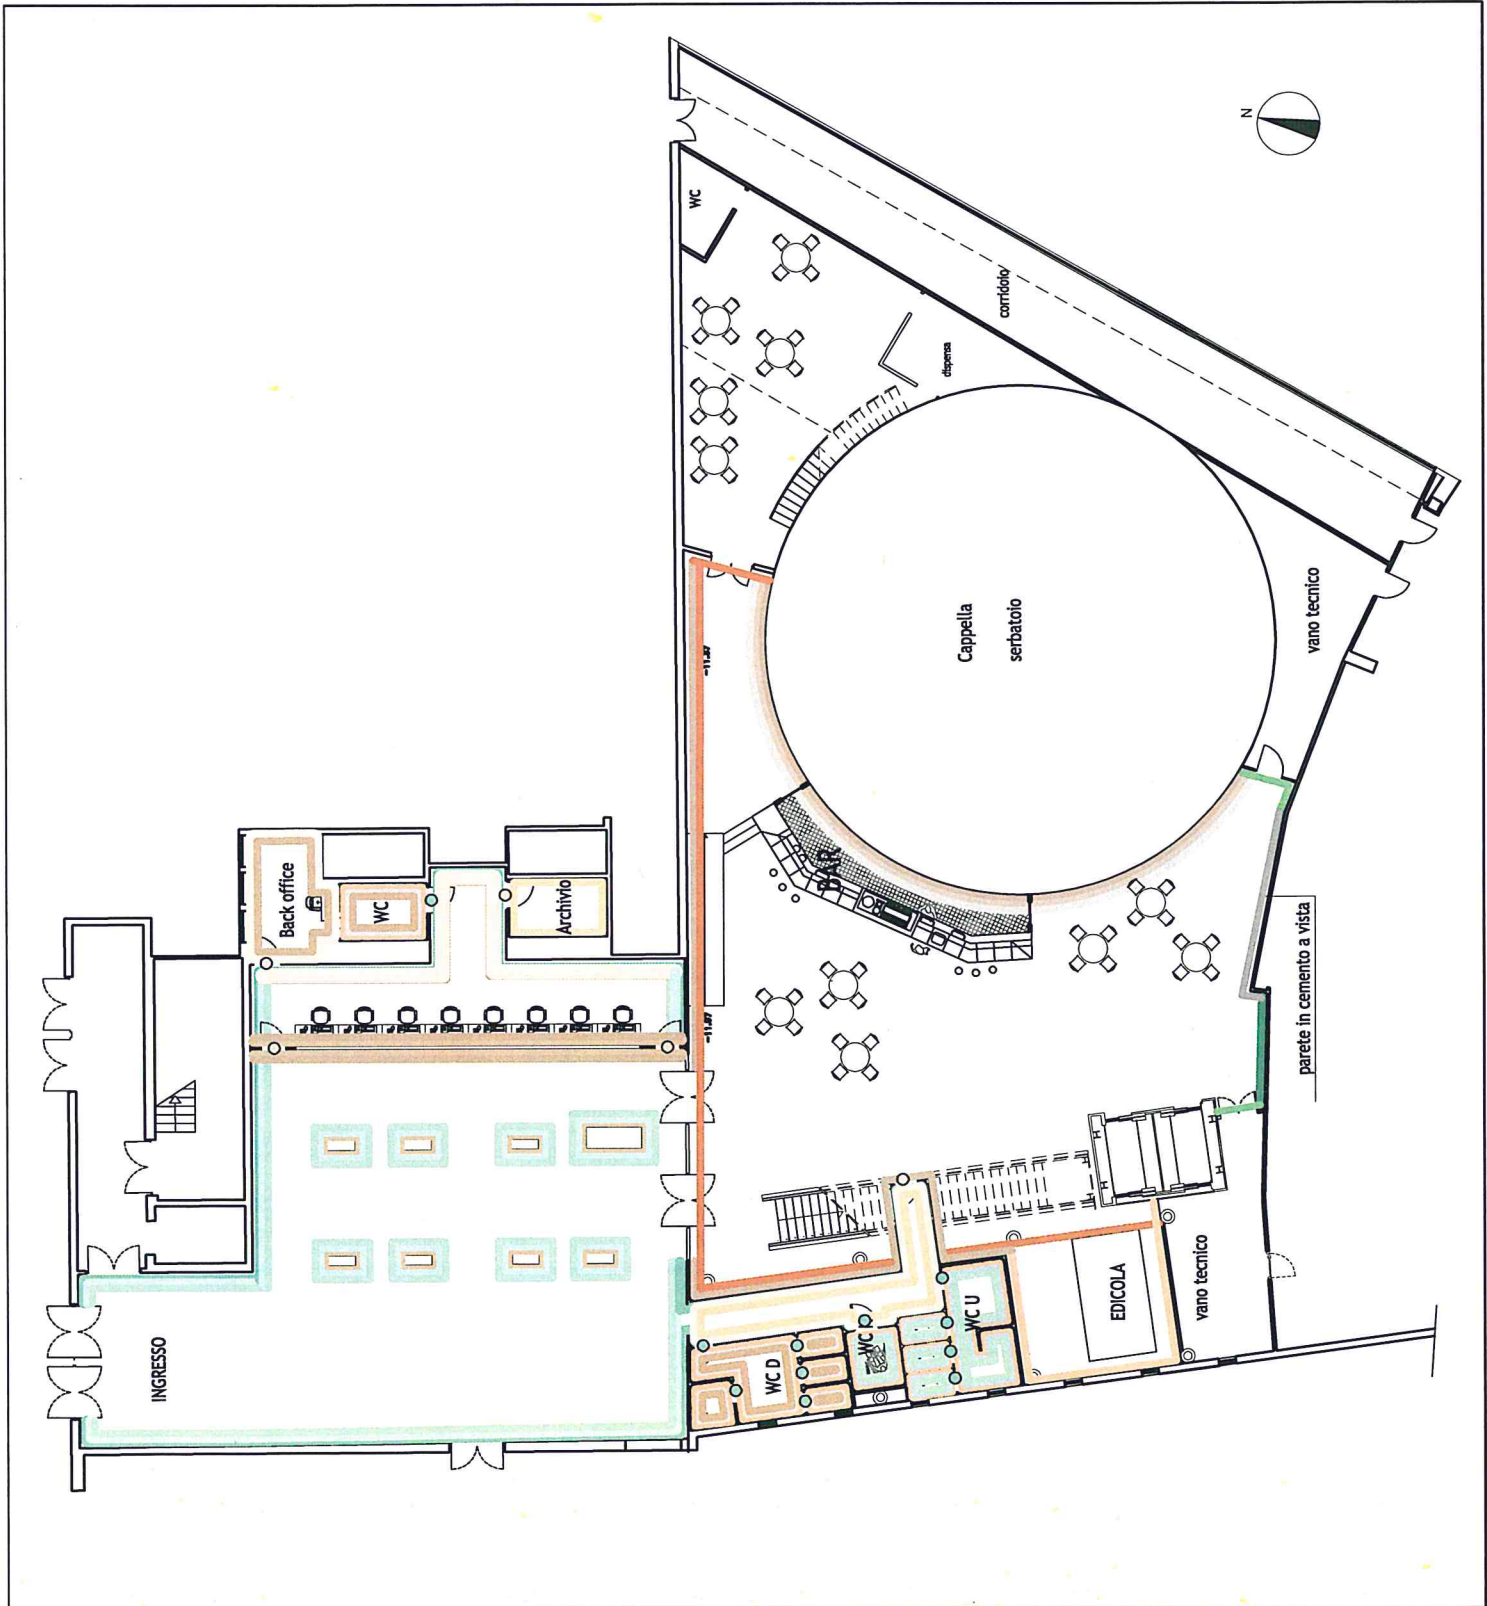 N
WC
corridoio
dispensa
Cappella
serbatoio
vano tecnico
BAR
Back office
WC
Archivio
parete in cemento a vista
INGRESSO
WC D
WC
WC U
EDICOLA
vano tecnico